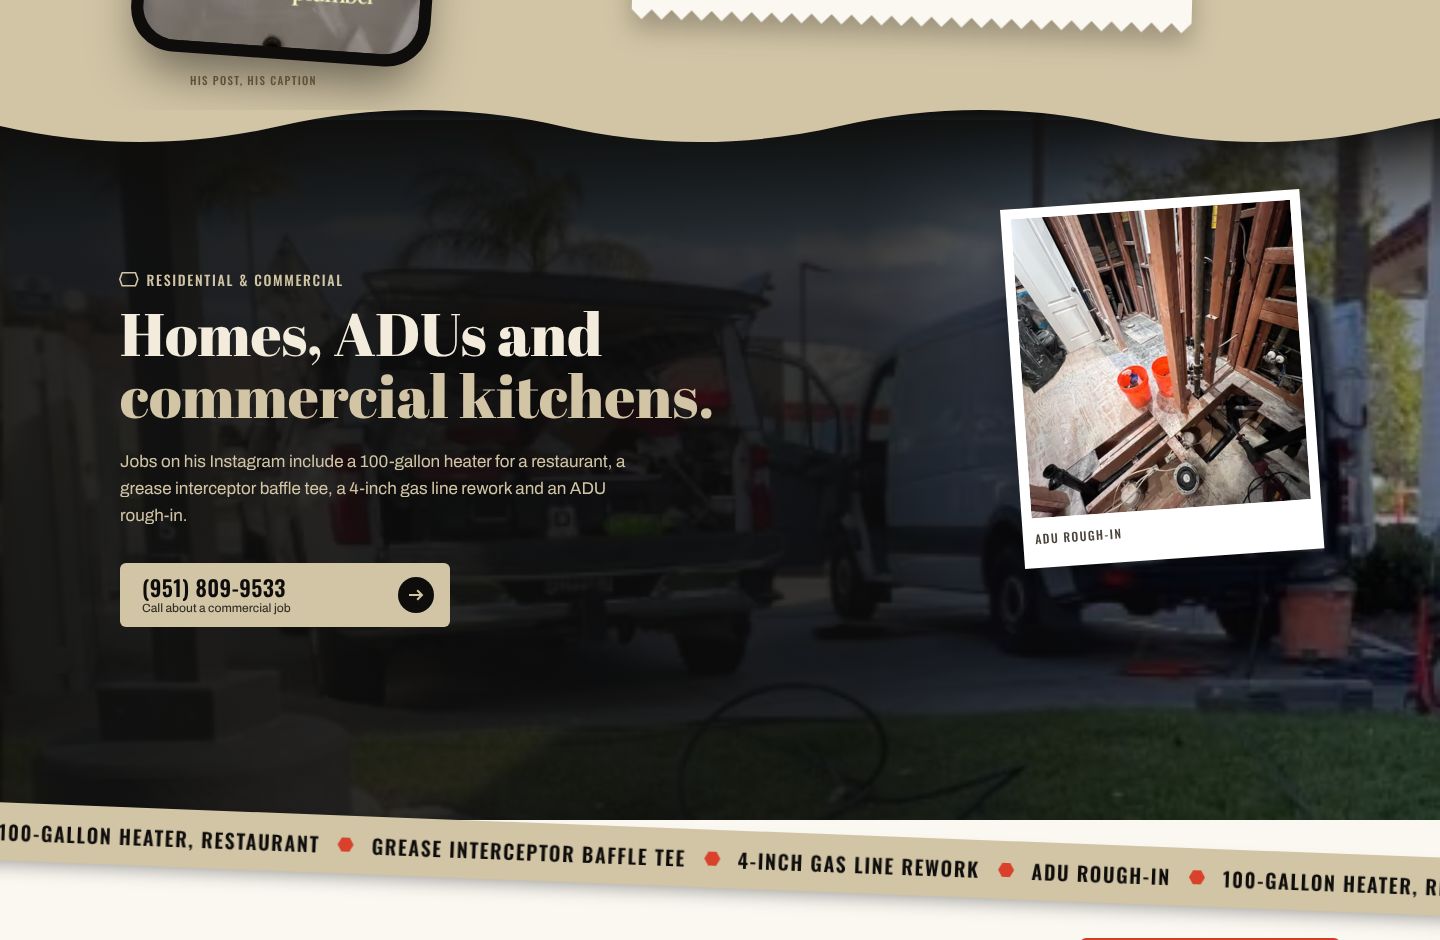 plumber
HIS POST, HIS CAPTION
RESIDENTIAL & COMMERCIAL
Homes, ADUs and
commercial kitchens.
Jobs on his Instagram include a 100-gallon heater for a restaurant, a
grease interceptor baffle tee, a 4-inch gas line rework and an ADU
rough-in.
(951) 809-9533
Call about a commercial job
ADU ROUGH-IN
100-GALLON HEATER, RESTAURANT GREASE INTERCEPTOR BAFFLE TEE 4-INCH GAS LINE REWORK ADU ROUGH-IN 100-GALLON HEATER, R